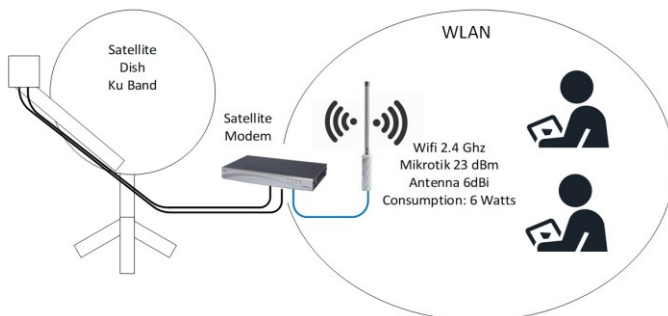 Satellite
Dish
Ku Band
Satellite
Modem
WLAN
Wifi 2.4 Ghz
Mikrotik 23 dBm
Antenna 6dBi
Consumption: 6 Watts